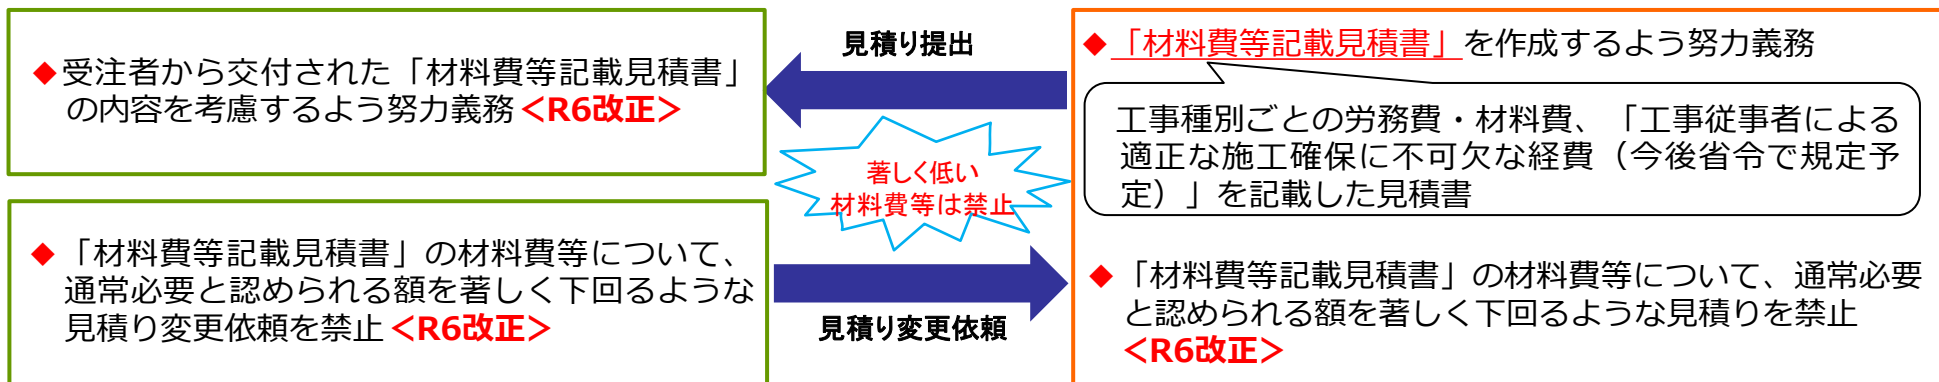 ◆受注者から交付された「材料費等記載見積書」
の内容を考慮するよう努力義務<R6改正>
◆「材料費等記載見積書」の材料費等について、
通常必要と認められる額を著しく下回るような
見積り変更依頼を禁止<R6改正>
見積り提出
著しく低い
材料費等は禁止
見積り変更依頼
◆「材料費等記載見積書」を作成するよう努力義務
工事種別ごとの労務費・材料費、「工事従事者による
適正な施工確保に不可欠な経費（今後省令で規定予
定）」を記載した見積書
◆「材料費等記載見積書」の材料費等について、通常必要
と認められる額を著しく下回るような見積りを禁止
<R6改正>